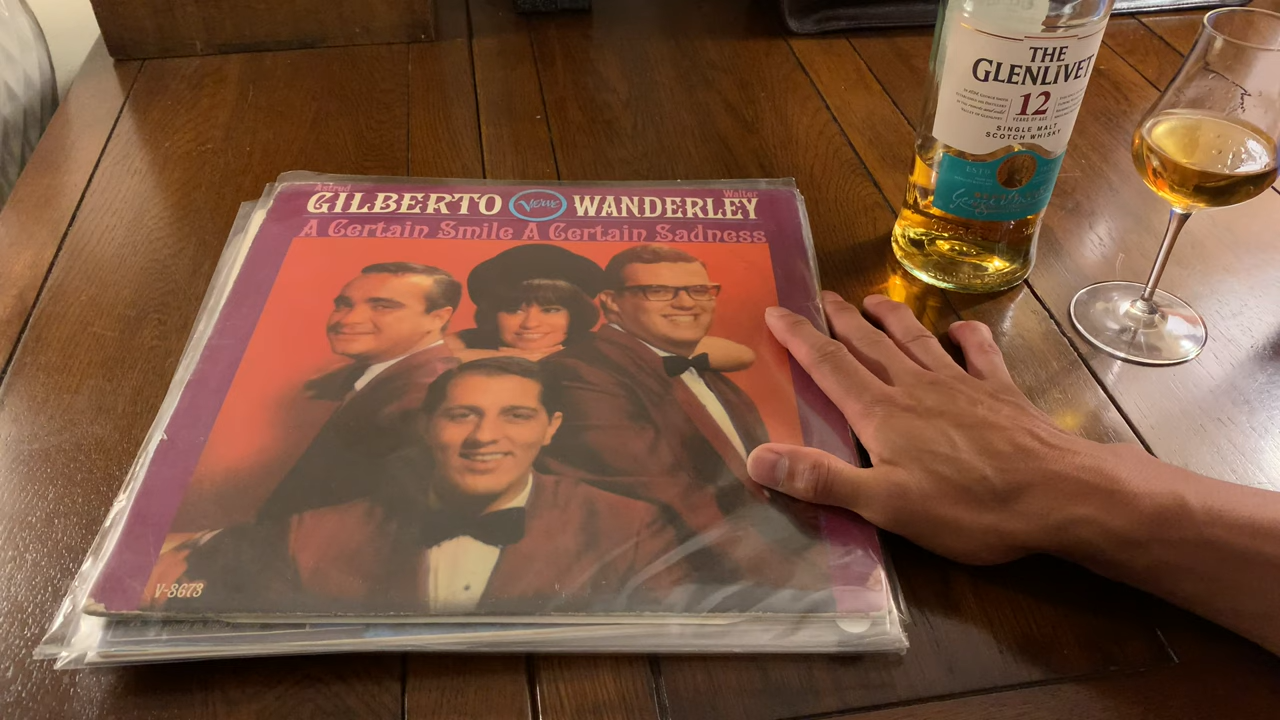 Astrud
GILBERTO
Verve
Walter
WANDERLEY
A Certain Smile A Certain Sadness
V-8673
THE
GLENLIVET
12
YEARS OF AGE
SINGLE MALT
SCOTCH WHISKY
ESTD